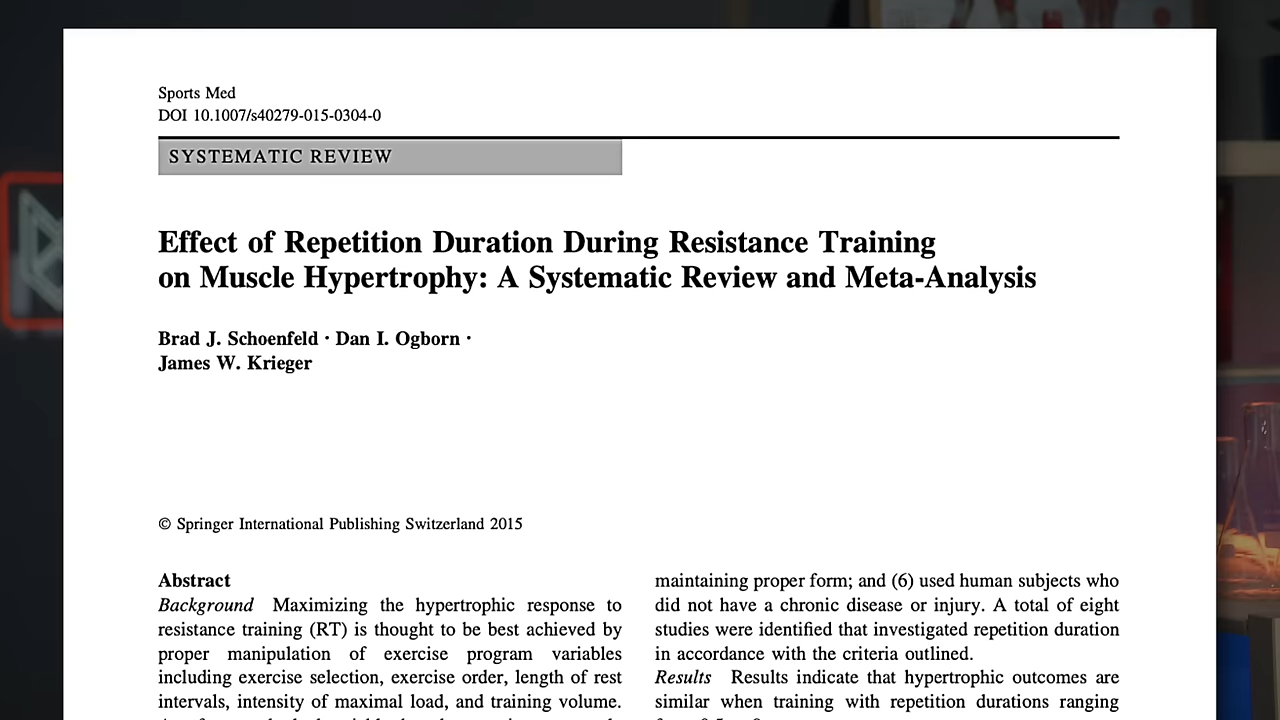 Sports Med
DOI 10.1007/s40279-015-0304-0
SYSTEMATIC REVIEW
Effect of Repetition Duration During Resistance Training
on Muscle Hypertrophy: A Systematic Review and Meta-Analysis
Brad J. Schoenfeld · Dan I. Ogborn ·
James W. Krieger
© Springer International Publishing Switzerland 2015
Abstract
Background Maximizing the hypertrophic response to
resistance training (RT) is thought to be best achieved by
proper manipulation of exercise program variables
including exercise selection, exercise order, length of rest
intervals, intensity of maximal load, and training volume.
maintaining proper form; and (6) used human subjects who
did not have a chronic disease or injury. A total of eight
studies were identified that investigated repetition duration
in accordance with the criteria outlined.
Results Results indicate that hypertrophic outcomes are
similar when training with repetition durations ranging